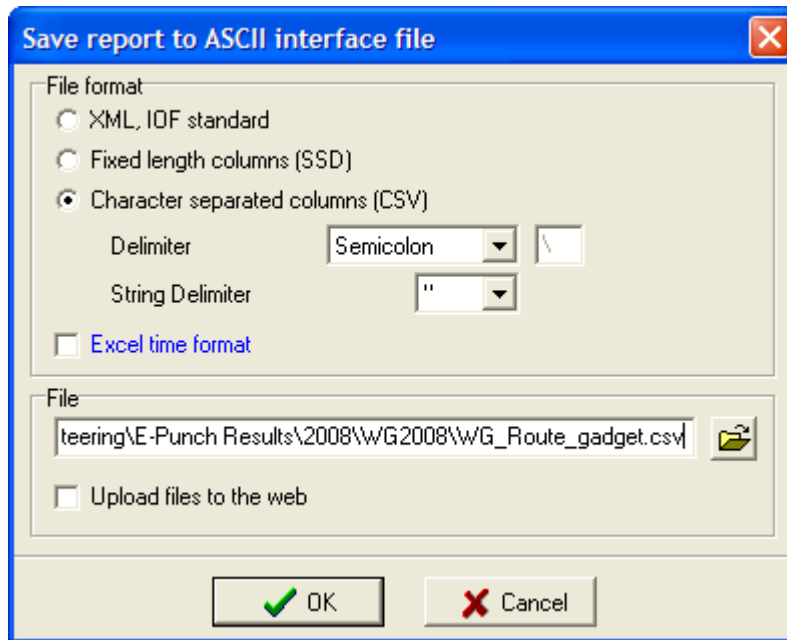 Save report to ASCII interface file
File format
XML, IOF standard
Fixed length columns (SSD)
Character separated columns (CSV)
Delimiter Semicolon \
String Delimiter "
Excel time format
File
teering\E-Punch Results\2008\WG2008\WG_Route_gadget.csv
Upload files to the web
OK Cancel